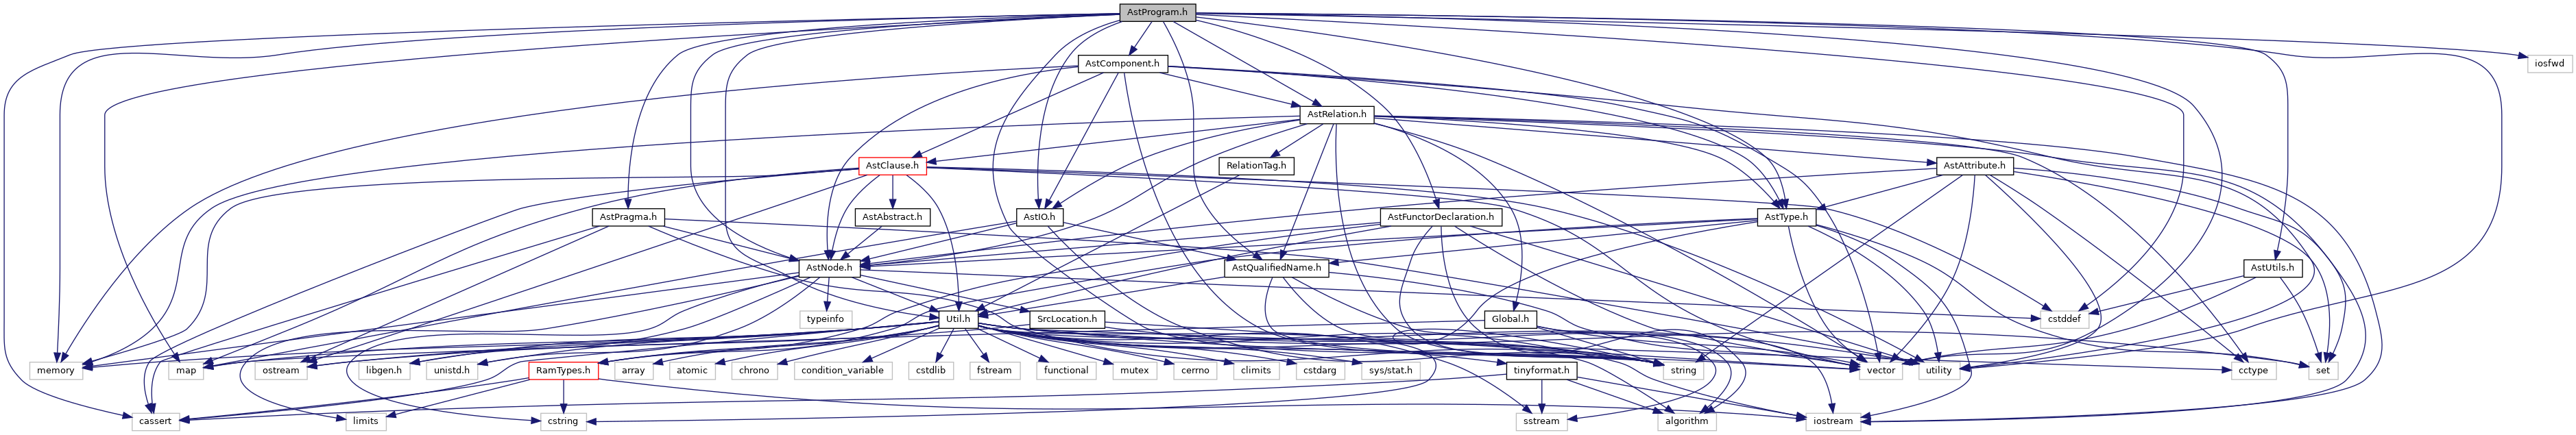 AstProgram.h
AstComponent.h
iosfwd
AstRelation.h
AstClause.h
RelationTag.h
AstAttribute.h
AstPragma.h
AstAbstract.h
AstIO.h
AstFunctorDeclaration.h
AstType.h
AstNode.h
AstQualifiedName.h
AstUtils.h
typeinfo
Util.h
SrcLocation.h
Global.h
cstddef
memory
map
ostream
libgen.h
unistd.h
RamTypes.h
array
atomic
chrono
condition_variable
cstdlib
fstream
functional
mutex
cerrno
climits
cstdarg
sys/stat.h
tinyformat.h
string
vector
utility
cctype
set
cassert
limits
cstring
sstream
algorithm
iostream